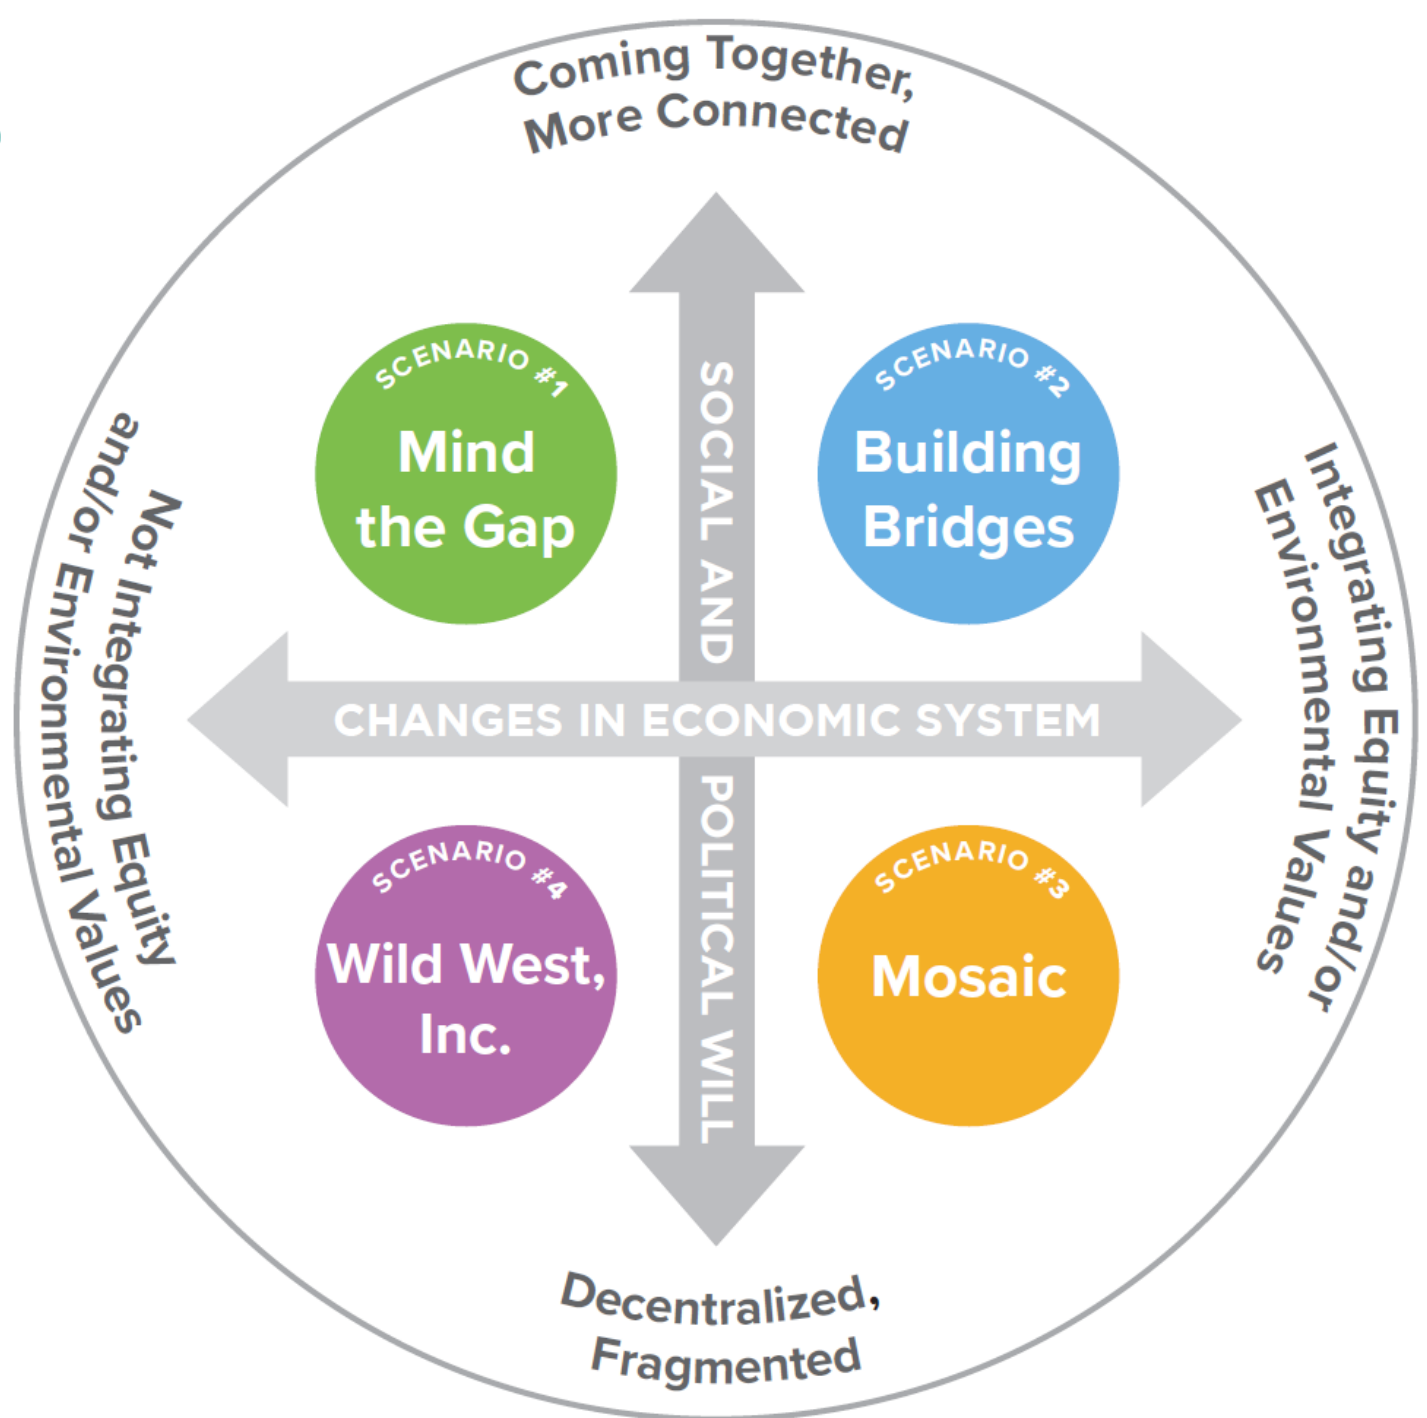 Coming Together,
More Connected
SCENARIO #1
Mind
the Gap
SCENARIO #2
Building
Bridges
SOCIAL AND
POLITICAL WILL
CHANGES IN ECONOMIC SYSTEM
Not Integrating Equity
and/or Environmental Values
Integrating Equity and/or
Environmental Values
SCENARIO #4
Wild West,
Inc.
SCENARIO #3
Mosaic
Decentralized,
Fragmented